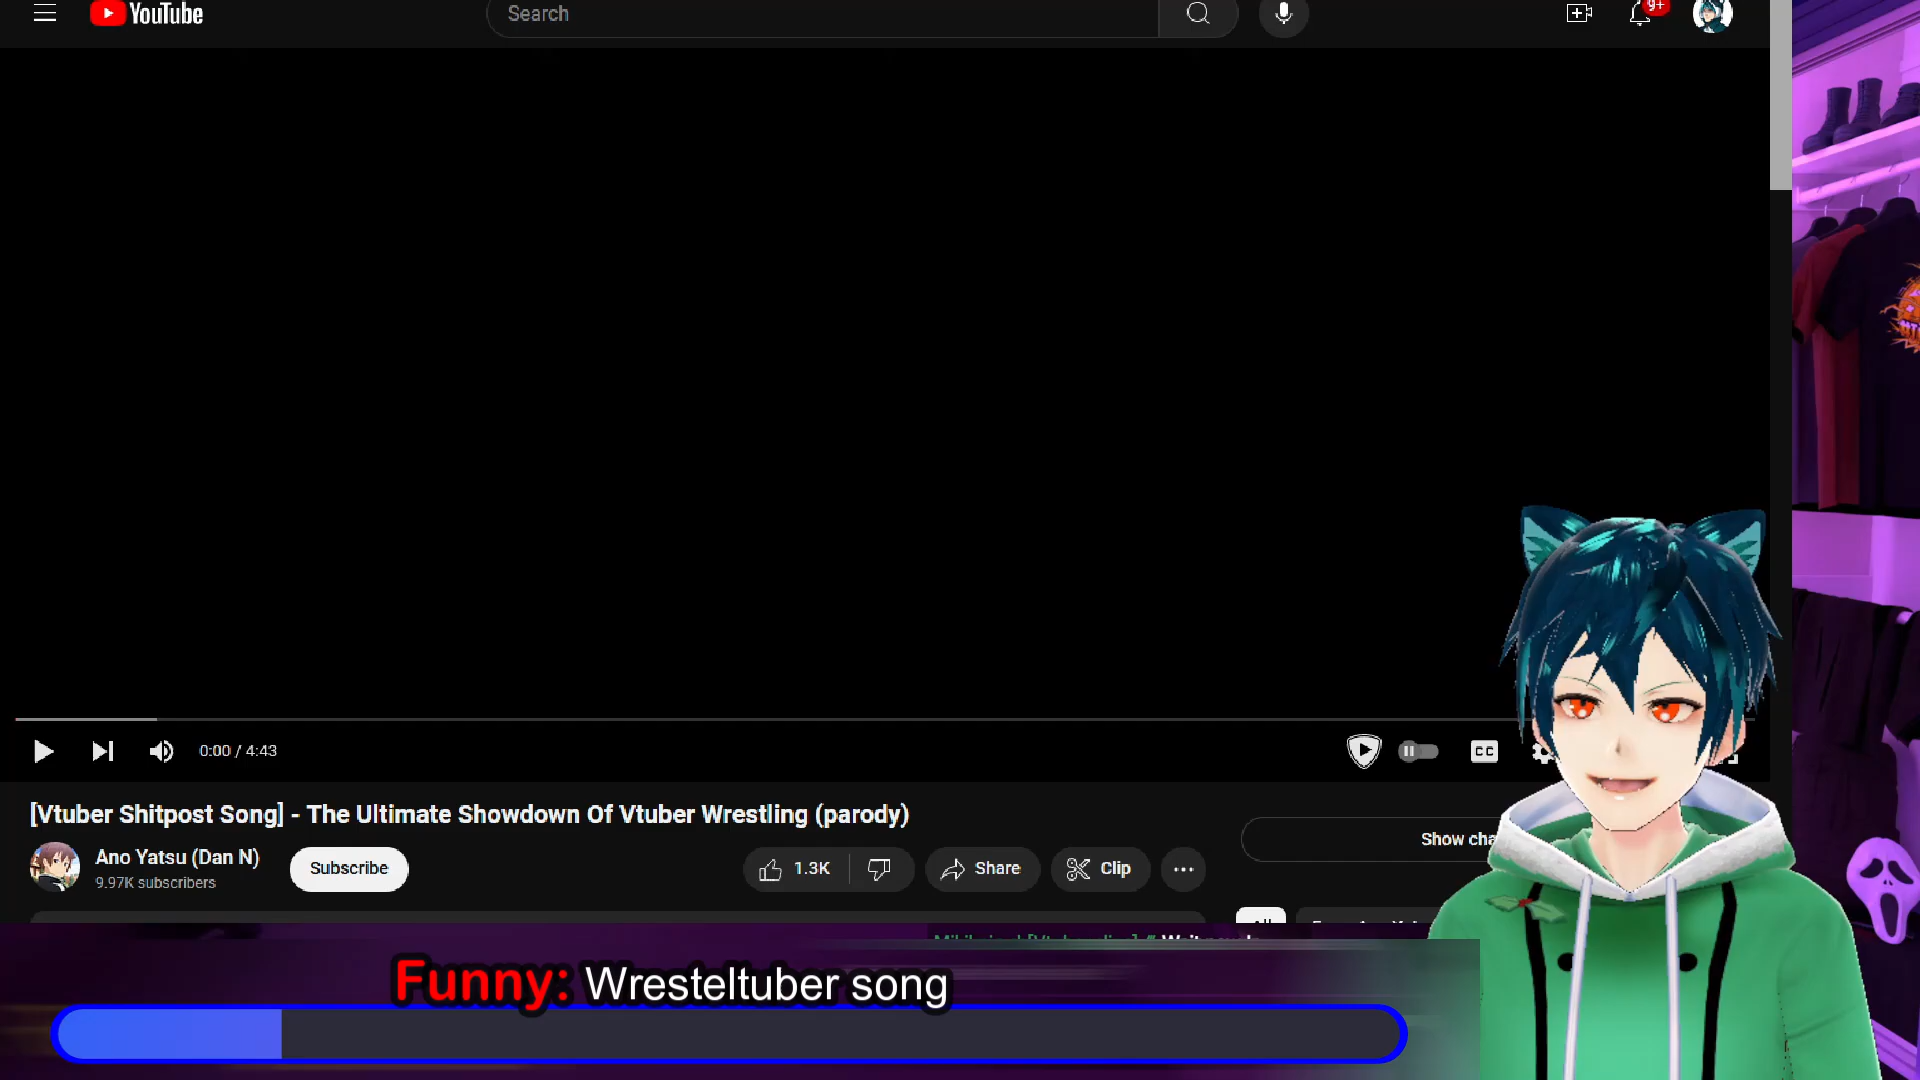 YouTube
Search
9+
0:00 / 4:43
CC
[Vtuber Shitpost Song] - The Ultimate Showdown Of Vtuber Wrestling (parody)
Ano Yatsu (Dan N)
9.97K subscribers
Subscribe
1.3K
Share
Clip
Show
Funny: Wresteltuber song